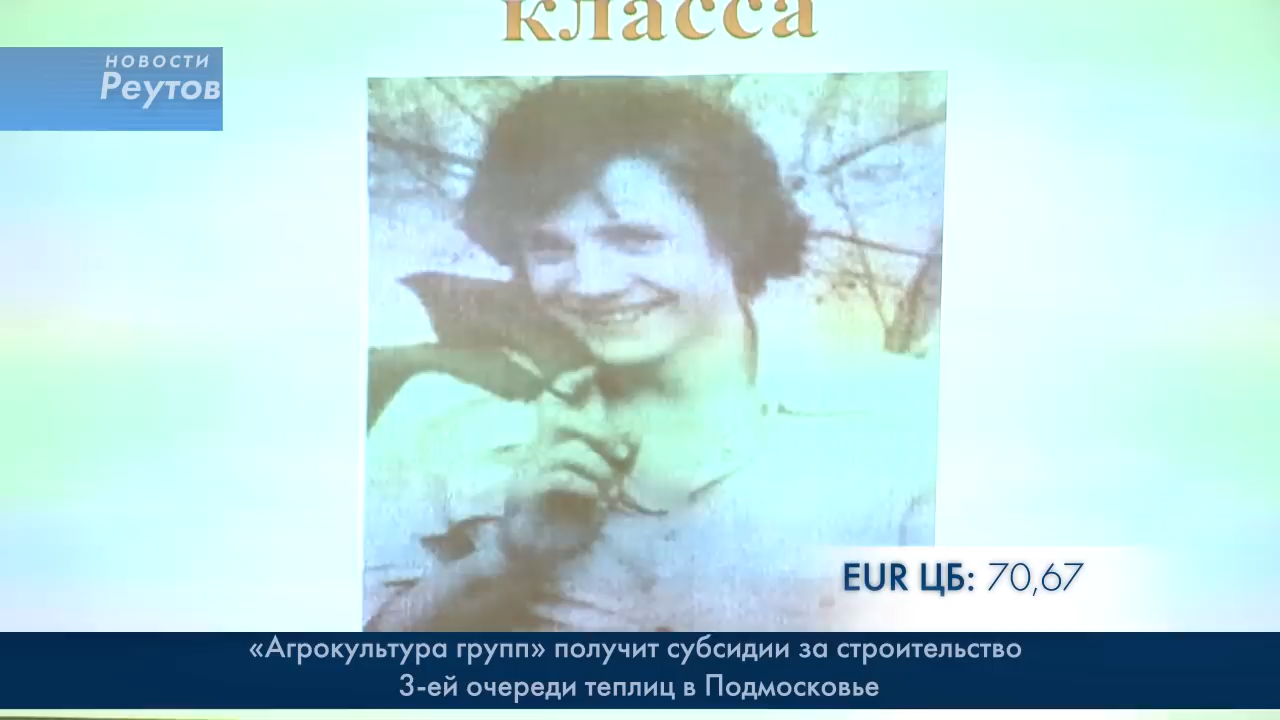 класса
НОВОСТИ
Реутов
EUR ЦБ: 70,67
«Агрокультура групп» получит субсидии за строительство
3-ей очереди теплиц в Подмосковье